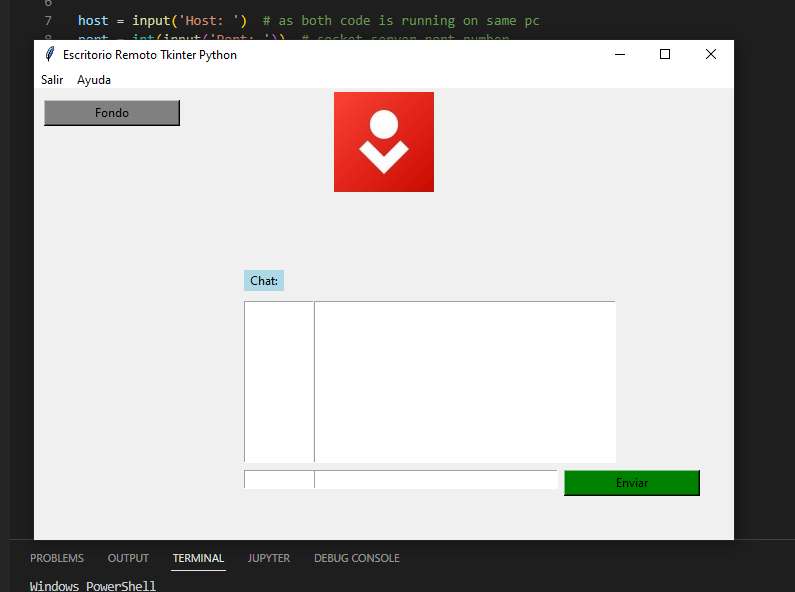 6
7 host = input('Host: ') # as both code is running on same pc
8 port = int(input('Port: ')) # socket server port number
Escritorio Remoto Tkinter Python
Salir Ayuda
Fondo
Chat:
Enviar
PROBLEMS OUTPUT TERMINAL JUPYTER DEBUG CONSOLE
Windows PowerShell